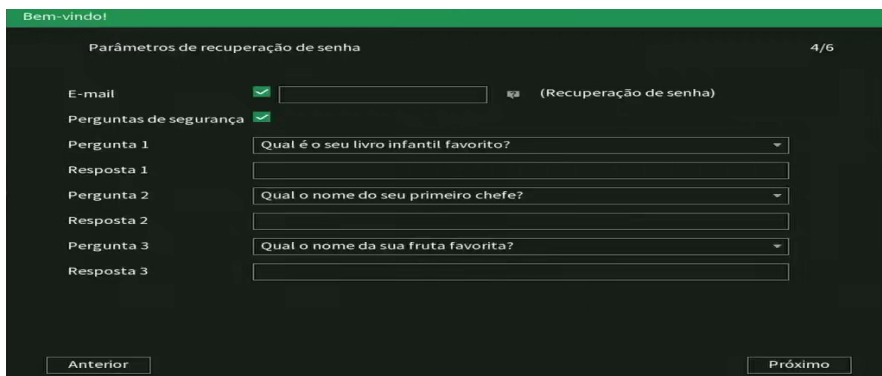 Bem-vindo!
Parâmetros de recuperação de senha 4/6
E-mail (Recuperação de senha)
Perguntas de segurança
Pergunta 1 Qual é o seu livro infantil favorito?
Resposta 1
Pergunta 2 Qual o nome do seu primeiro chefe?
Resposta 2
Pergunta 3 Qual o nome da sua fruta favorita?
Resposta 3
Anterior Próximo